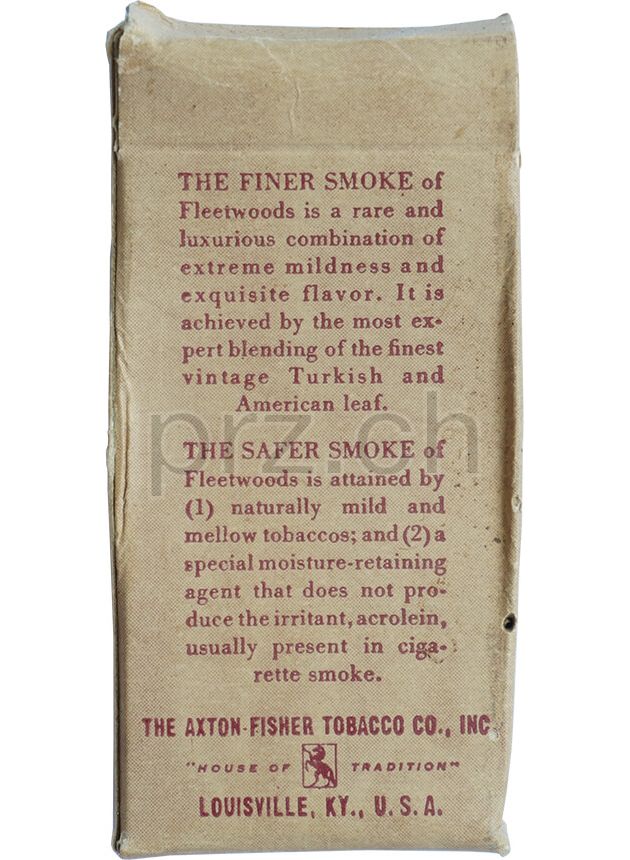 THE FINER SMOKE of
Fleetwoods is a rare and
luxurious combination of
extreme mildness and
exquisite flavor. It is
achieved by the most ex-
pert blending of the finest
vintage Turkish and
American leaf.
prz.ch
THE SAFER SMOKE of
Fleetwoods is attained by
(1) naturally mild and
mellow tobaccos; and (2) a
special moisture-retaining
agent that does not pro-
duce the irritant, acrolein,
usually present in ciga-
rette smoke.
THE AXTON-FISHER TOBACCO CO., INC
"HOUSE OF TRADITION"
LOUISVILLE, KY., U. S. A.